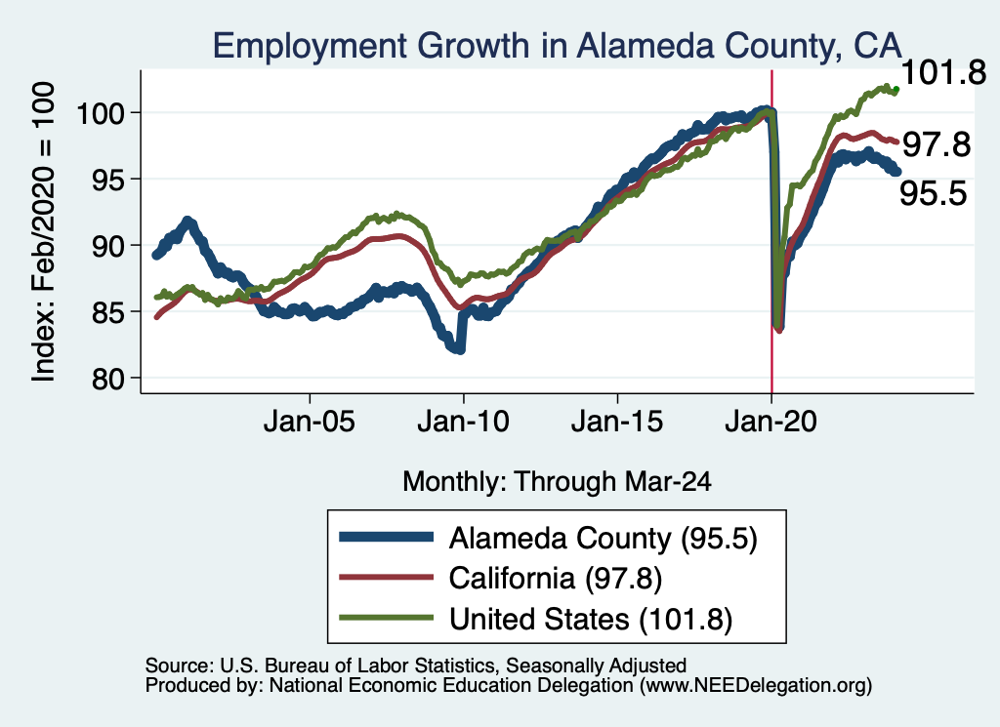 Employment Growth in Alameda County, CA
101.8
97.8
95.5
Index: Feb/2020 = 100
100
95
90
85
80
Jan-05 Jan-10 Jan-15 Jan-20
Monthly: Through Mar-24
Alameda County (95.5)
California (97.8)
United States (101.8)
Source: U.S. Bureau of Labor Statistics, Seasonally Adjusted
Produced by: National Economic Education Delegation (www.NEEDelegation.org)